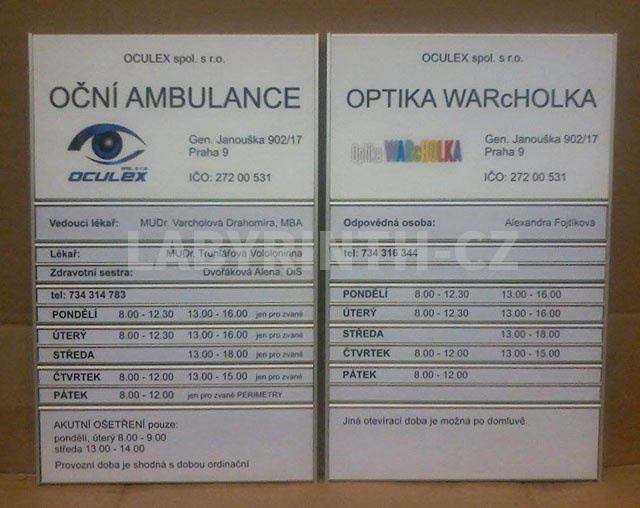 OCULEX spol. s r.o.
OČNÍ AMBULANCE
Gen. Janouška 902/17
Praha 9
OCULEX
IČO: 272 00 531
Vedoucí lékař: MUDr. Varcholová Drahomíra, MBA
Lékař: MUDr. Truhlářová Vololonirina
Zdravotní sestra: Dvořáková Alena, DiS
tel: 734 314 783
PONDĚLÍ 8.00 - 12.30 13.00 - 16.00 jen pro zvané
ÚTERÝ 8.00 - 12.30 13.00 - 16.00 jen pro zvané
STŘEDA 13.00 - 18.00 jen pro zvané
ČTVRTEK 8.00 - 12.00 13.00 - 15.00 jen pro zvané
PÁTEK 8.00 - 12.00 jen pro zvané PERIMETRY
AKUTNÍ OŠETŘENÍ pouze:
pondělí, úterý 8.00 - 9.00
středa 13.00 - 14.00
Provozní doba je shodná s dobou ordinační
OCULEX spol. s r.o.
OPTIKA WARcHOLKA
Gen. Janouška 902/17
Praha 9
Optika WARcHOLKA
IČO: 272 00 531
Odpovědná osoba: Alexandra Fojtíková
tel: 734 316 344
PONDĚLÍ 8.00 - 12.30 13.00 - 16.00
ÚTERÝ 8.00 - 12.30 13.00 - 16.00
STŘEDA 13.00 - 18.00
ČTVRTEK 8.00 - 12.00 13.00 - 15.00
PÁTEK 8.00 - 12.00
Jiná otevírací doba je možná po domluvě.
LABYRINTH-CZ